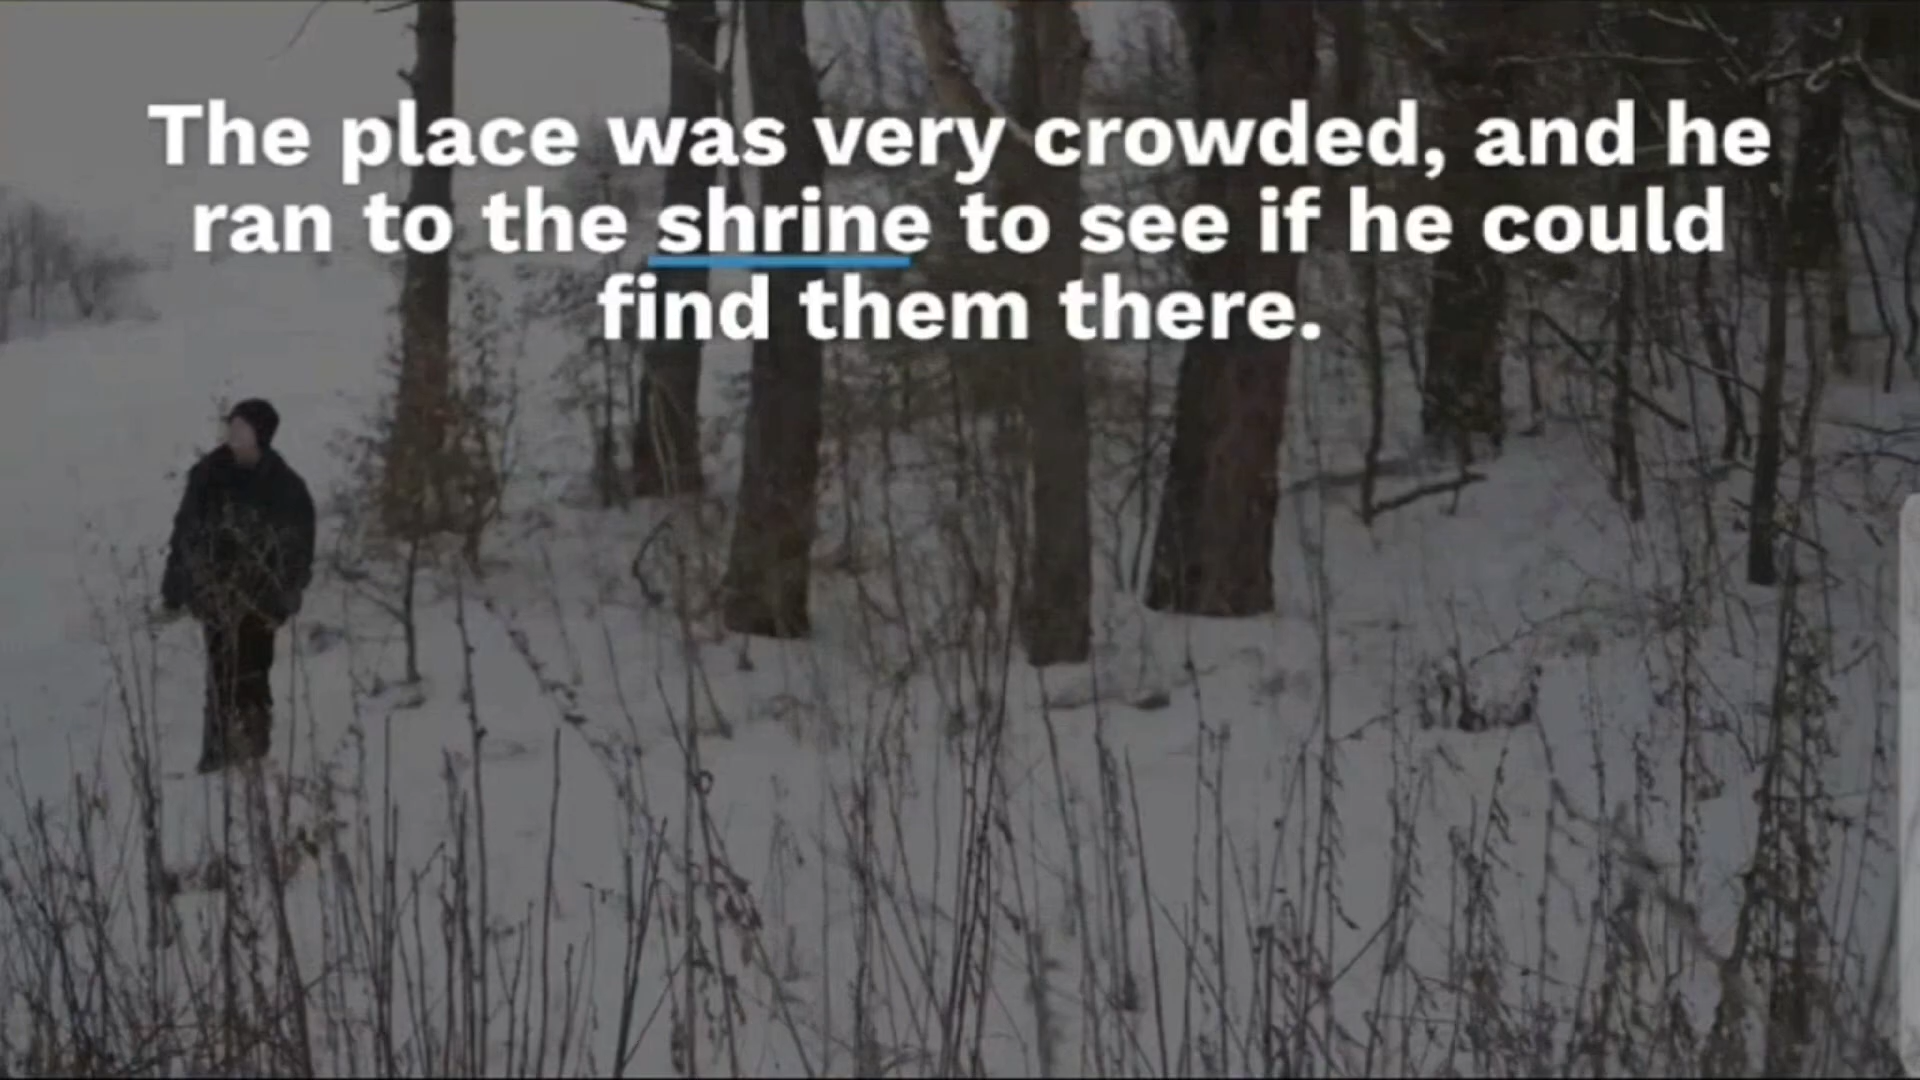 The place was very crowded, and he
ran to the shrine to see if he could
find them there.